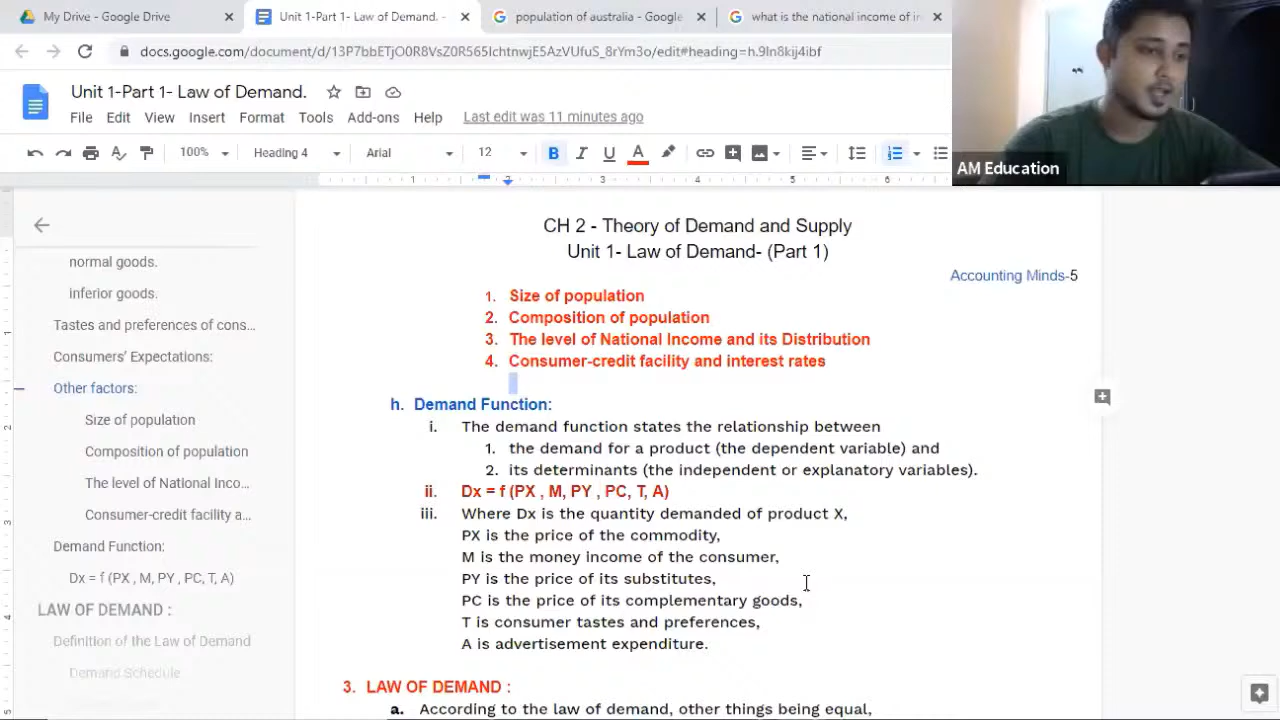 My Drive - Google Drive
Unit 1-Part 1- Law of Demand. -
population of australia - Google
what is the national income of i
docs.google.com/document/d/13P7bbETjO0R8VsZ0R565IchtnwjE5AzVUfuS_8rYm3o/edit#heading=h.9ln8kij4ibf
Unit 1-Part 1- Law of Demand.
File Edit View Insert Format Tools Add-ons Help Last edit was 11 minutes ago
100% Heading 4 Arial 12 B I U A
AM Education
1 2 3 4 5 6
CH 2 - Theory of Demand and Supply
Unit 1- Law of Demand- (Part 1)
Accounting Minds-5
normal goods.
inferior goods.
Tastes and preferences of cons...
Consumers' Expectations:
Other factors:
Size of population
Composition of population
The level of National Inco...
Consumer-credit facility a...
Demand Function:
Dx = f (PX , M, PY , PC, T, A)
LAW OF DEMAND :
Definition of the Law of Demand
Demand Schedule
1. Size of population
2. Composition of population
3. The level of National Income and its Distribution
4. Consumer-credit facility and interest rates
h. Demand Function:
i. The demand function states the relationship between
1. the demand for a product (the dependent variable) and
2. its determinants (the independent or explanatory variables).
ii. Dx = f (PX , M, PY , PC, T, A)
iii. Where Dx is the quantity demanded of product X,
PX is the price of the commodity,
M is the money income of the consumer,
PY is the price of its substitutes,
PC is the price of its complementary goods,
T is consumer tastes and preferences,
A is advertisement expenditure.
3. LAW OF DEMAND :
a. According to the law of demand, other things being equal,